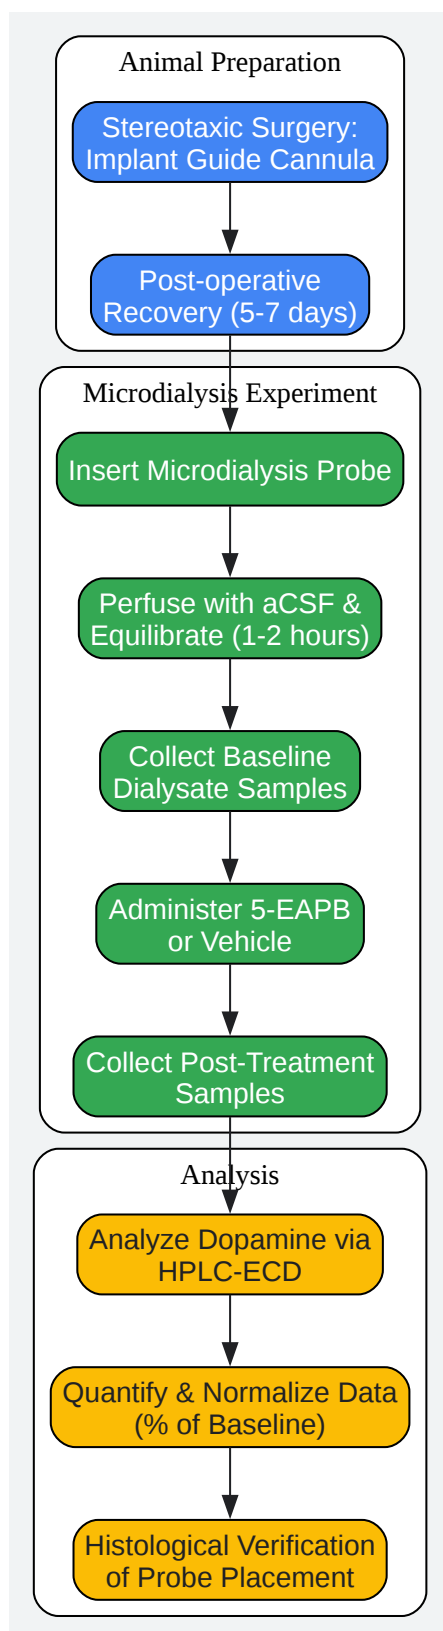 Animal Preparation
Stereotaxic Surgery:
Implant Guide Cannula
Post-operative
Recovery (5-7 days)
Microdialysis Experiment
Insert Microdialysis Probe
Perfuse with aCSF &
Equilibrate (1-2 hours)
Collect Baseline
Dialysate Samples
Administer 5-EAPB
or Vehicle
Collect Post-Treatment
Samples
Analysis
Analyze Dopamine via
HPLC-ECD
Quantify & Normalize Data
(% of Baseline)
Histological Verification
of Probe Placement